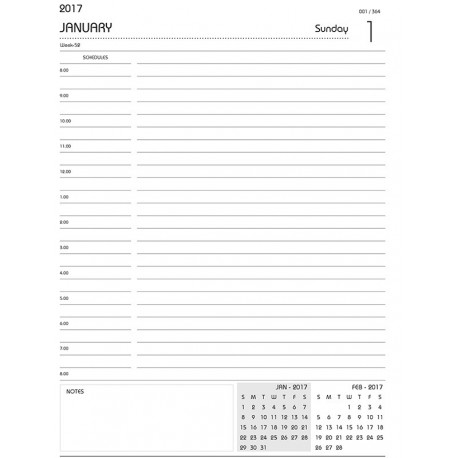 2017
001 / 364
JANUARY
Sunday
1
Week-52
SCHEDULES
8.00
9.00
10.00
11.00
12.00
1.00
2.00
3.00
4.00
5.00
6.00
7.00
8.00
NOTES
JAN - 2017
S M T W T F S
1 2 3 4 5 6 7
8 9 10 11 12 13 14
15 16 17 18 19 20 21
22 23 24 25 26 27 28
29 30 31
FEB - 2017
S M T W T F S
1 2 3 4
5 6 7 8 9 10 11
12 13 14 15 16 17 18
19 20 21 22 23 24 25
26 27 28